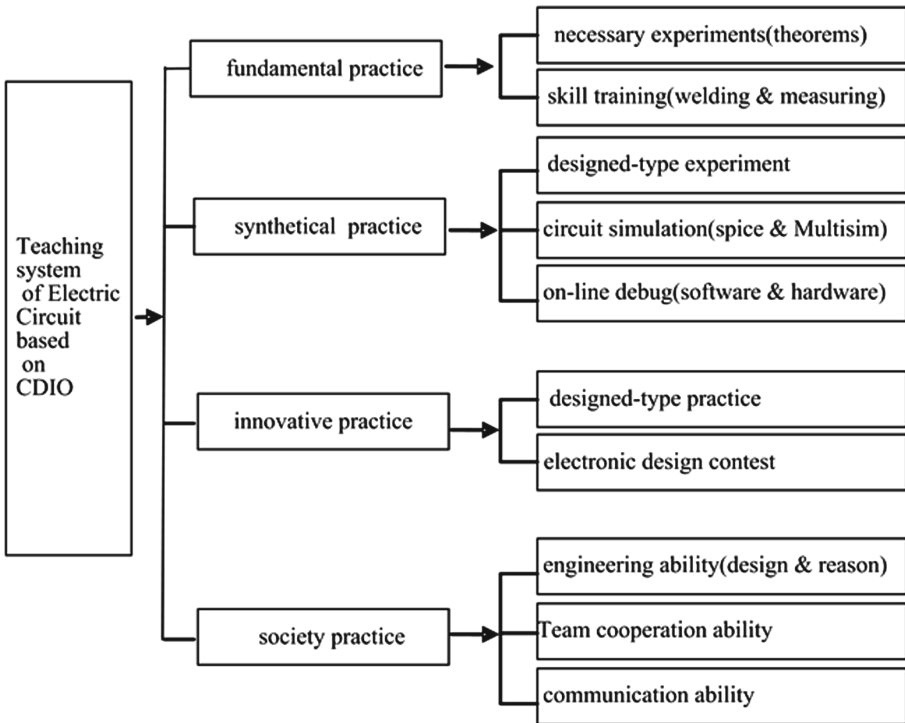 Teaching
system
of Electric
Circuit
based
on
CDIO
fundamental practice
necessary experiments(theorems)
skill training(welding & measuring)
synthetical practice
designed-type experiment
circuit simulation(spice & Multisim)
on-line debug(software & hardware)
innovative practice
designed-type practice
electronic design contest
society practice
engineering ability(design & reason)
Team cooperation ability
communication ability